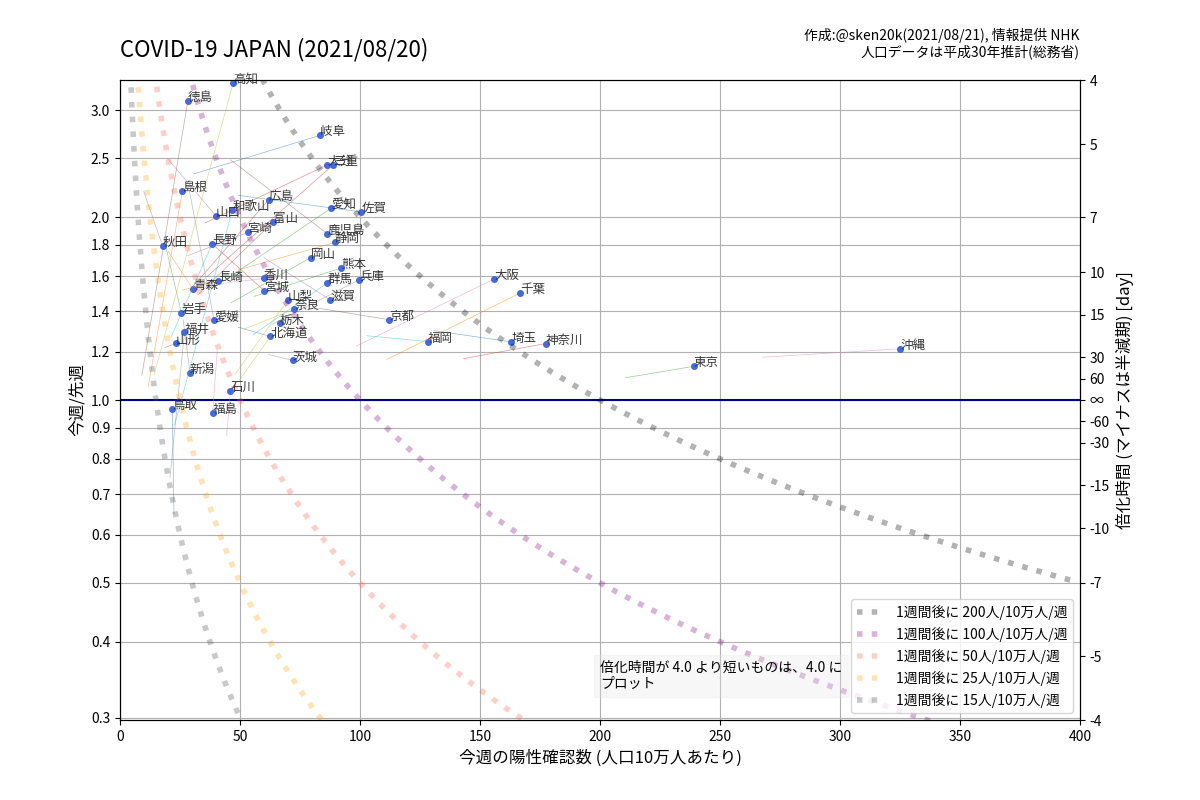 COVID-19 JAPAN (2021/08/20)
作成:@sken20k(2021/08/21), 情報提供 NHK
人口データは平成30年推計(総務省)
今週/先週
3.0
2.5
2.0
1.8
1.6
1.4
1.2
1.0
0.9
0.8
0.7
0.6
0.5
0.4
0.3
高知
徳島
岐阜
三重
島根
広島
和歌山
愛知
佐賀
山口
富山
宮崎
鹿児島
静岡
秋田
長野
岡山
熊本
長崎
香川
群馬
兵庫
大阪
青森
宮城
千葉
山梨
滋賀
奈良
岩手
愛媛
栃木
京都
福井
北海道
山形
福岡
埼玉
神奈川
沖縄
茨城
東京
新潟
石川
鳥取
福島
4
5
7
10
15
30
60
∞
-60
-30
-15
-10
-7
-5
-4
倍化時間 (マイナスは半減期) [day]
倍化時間が 4.0 より短いものは、4.0 に
プロット
1週間後に 200人/10万人/週
1週間後に 100人/10万人/週
1週間後に 50人/10万人/週
1週間後に 25人/10万人/週
1週間後に 15人/10万人/週
0
50
100
150
200
250
300
350
400
今週の陽性確認数 (人口10万人あたり)